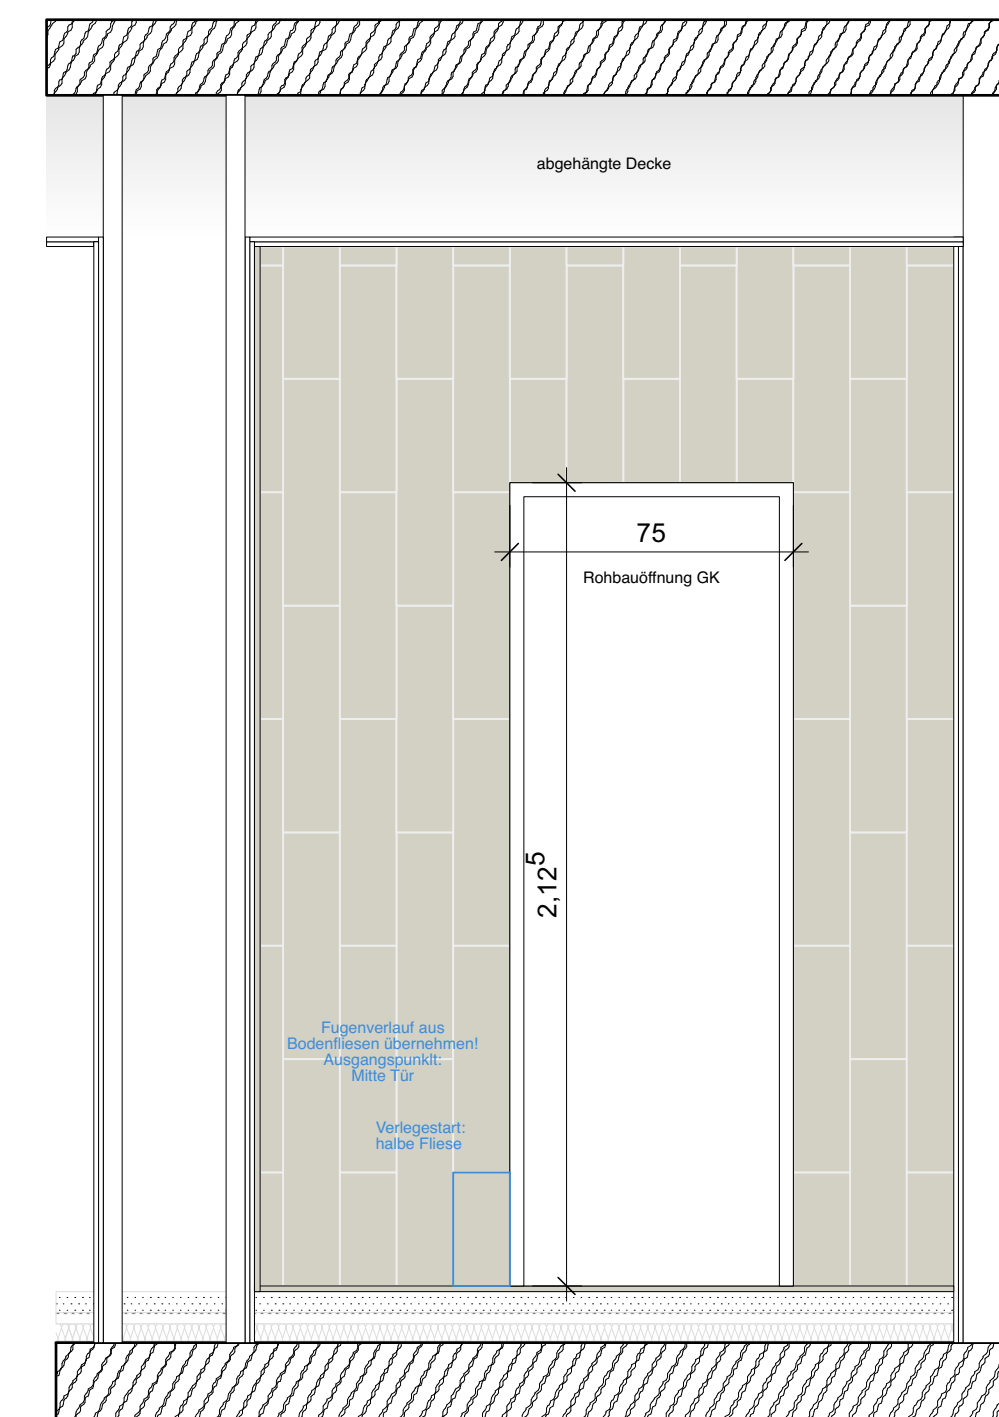 abgehängte Decke
75
Rohbauöffnung GK
2,12⁵
Fugenverlauf aus
Bodenfliesen übernehmen!
Ausgangspunklt:
Mitte Tür
Verlegestart:
halbe Fliese